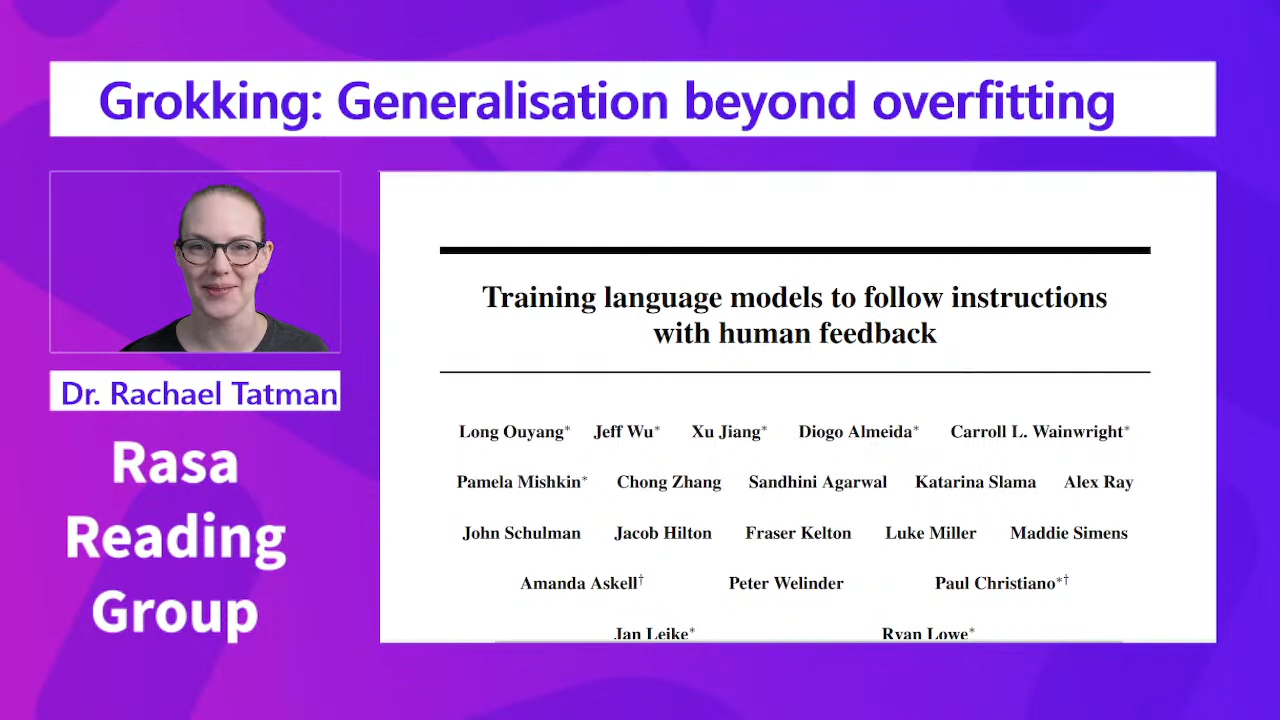 Grokking: Generalisation beyond overfitting
Dr. Rachael Tatman
Rasa
Reading
Group
Training language models to follow instructions
with human feedback
Long Ouyang* Jeff Wu* Xu Jiang* Diogo Almeida* Carroll L. Wainwright*
Pamela Mishkin* Chong Zhang Sandhini Agarwal Katarina Slama Alex Ray
John Schulman Jacob Hilton Fraser Kelton Luke Miller Maddie Simens
Amanda Askell† Peter Welinder Paul Christiano*†
Jan Leike* Ryan Lowe*